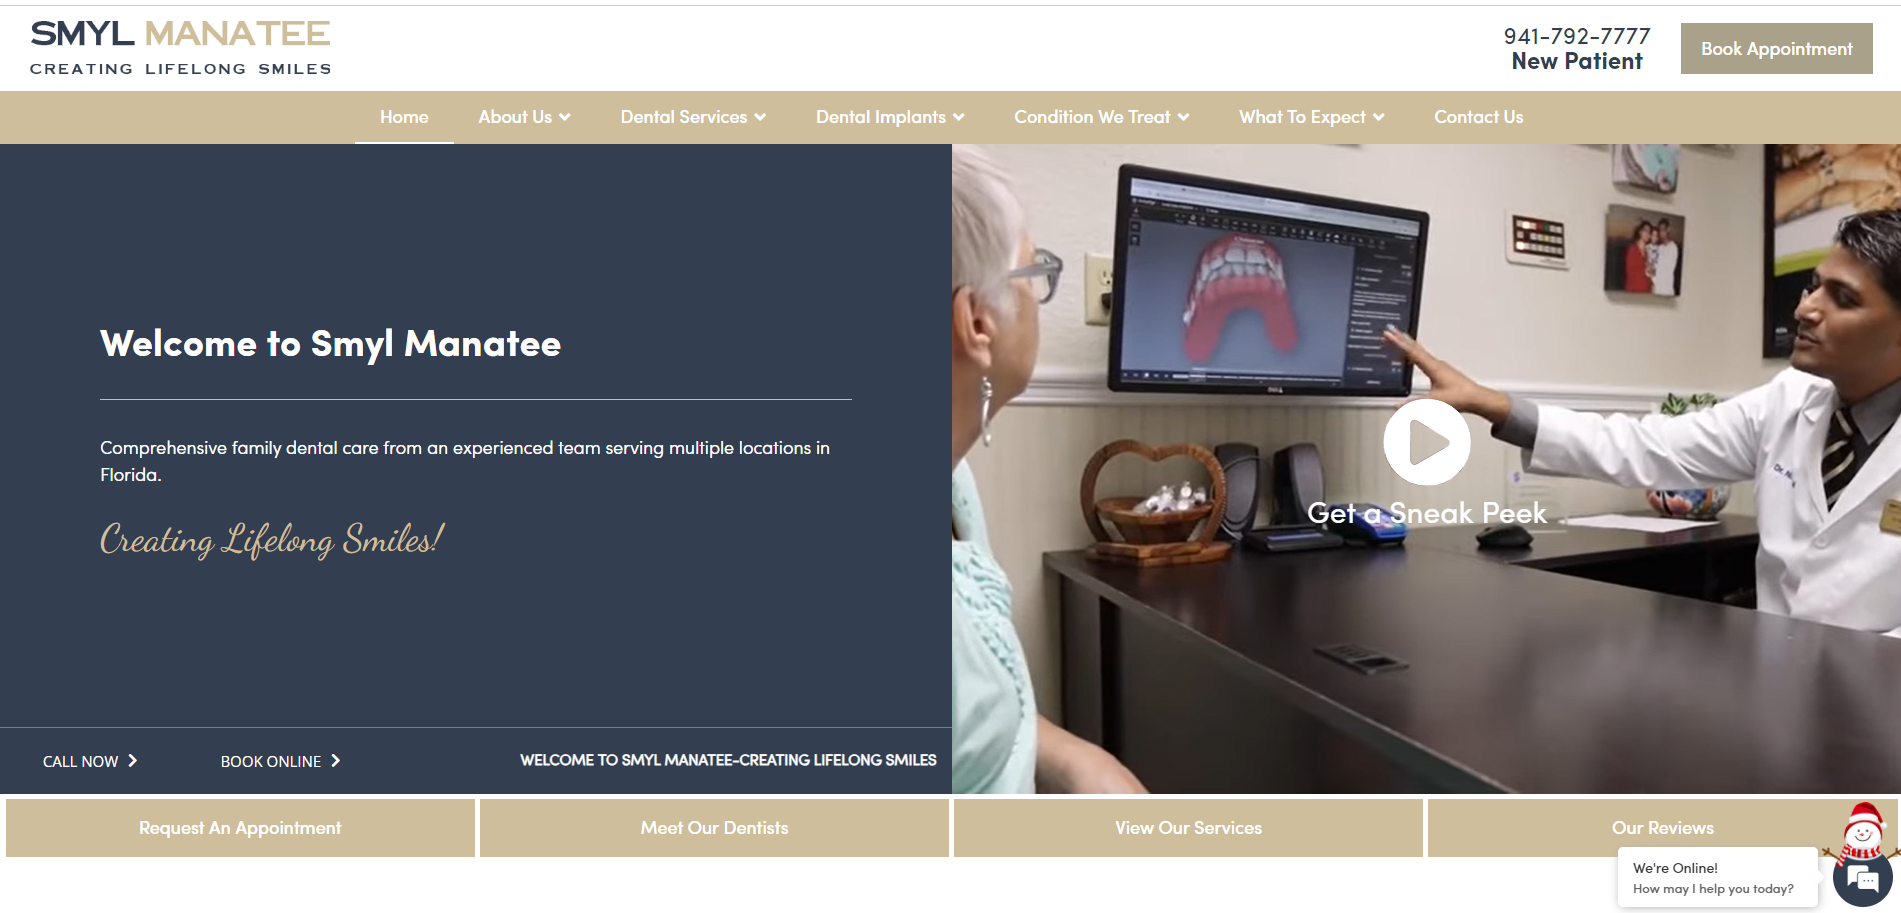 SMYL MANATEE
CREATING LIFELONG SMILES
941-792-7777
New Patient
Book Appointment
Home
About Us
Dental Services
Dental Implants
Condition We Treat
What To Expect
Contact Us
Welcome to Smyl Manatee
Comprehensive family dental care from an experienced team serving multiple locations in
Florida.
Creating Lifelong Smiles!
Get a Sneak Peek
CALL NOW
BOOK ONLINE
WELCOME TO SMYL MANATEE-CREATING LIFELONG SMILES
Request An Appointment
Meet Our Dentists
View Our Services
Our Reviews
We're Online!
How may I help you today?